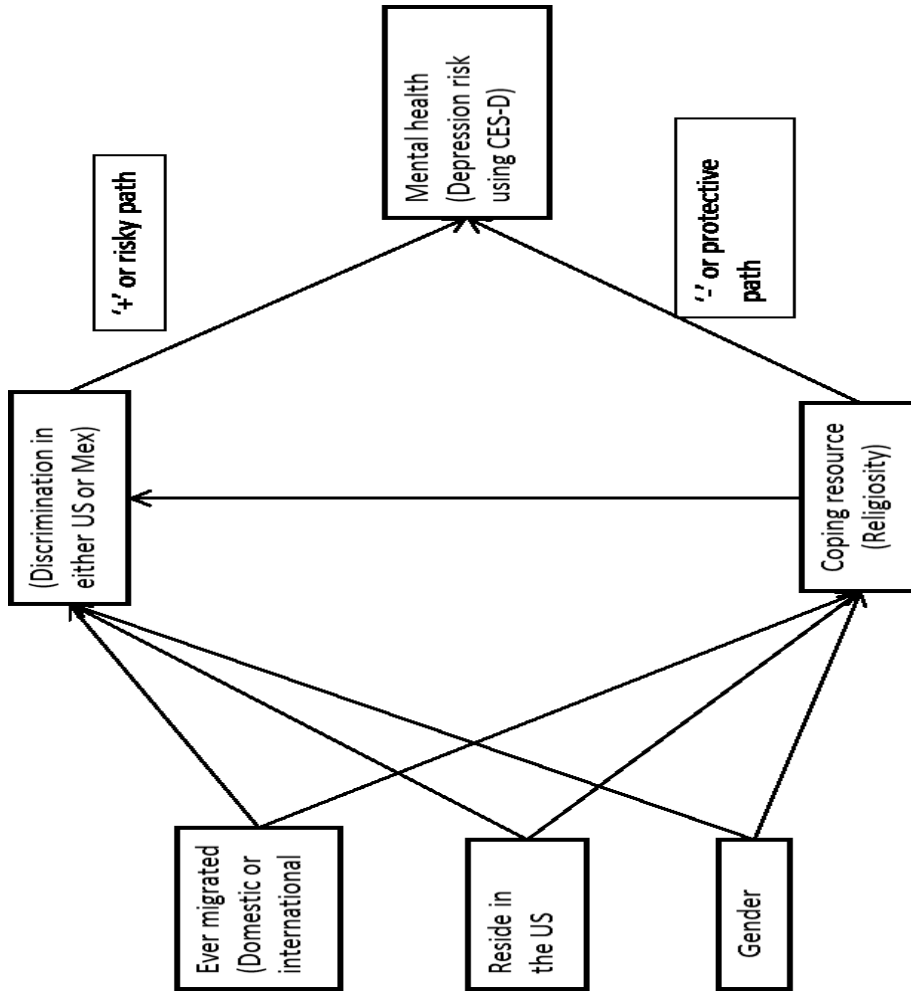 Ever migrated
(Domestic or
international
Reside in
the US
Gender
(Discrimination in
either US or Mex)
Coping resource
(Religiosity)
'+' or risky path
'-' or protective
path
Mental health
(Depression risk
using CES-D)